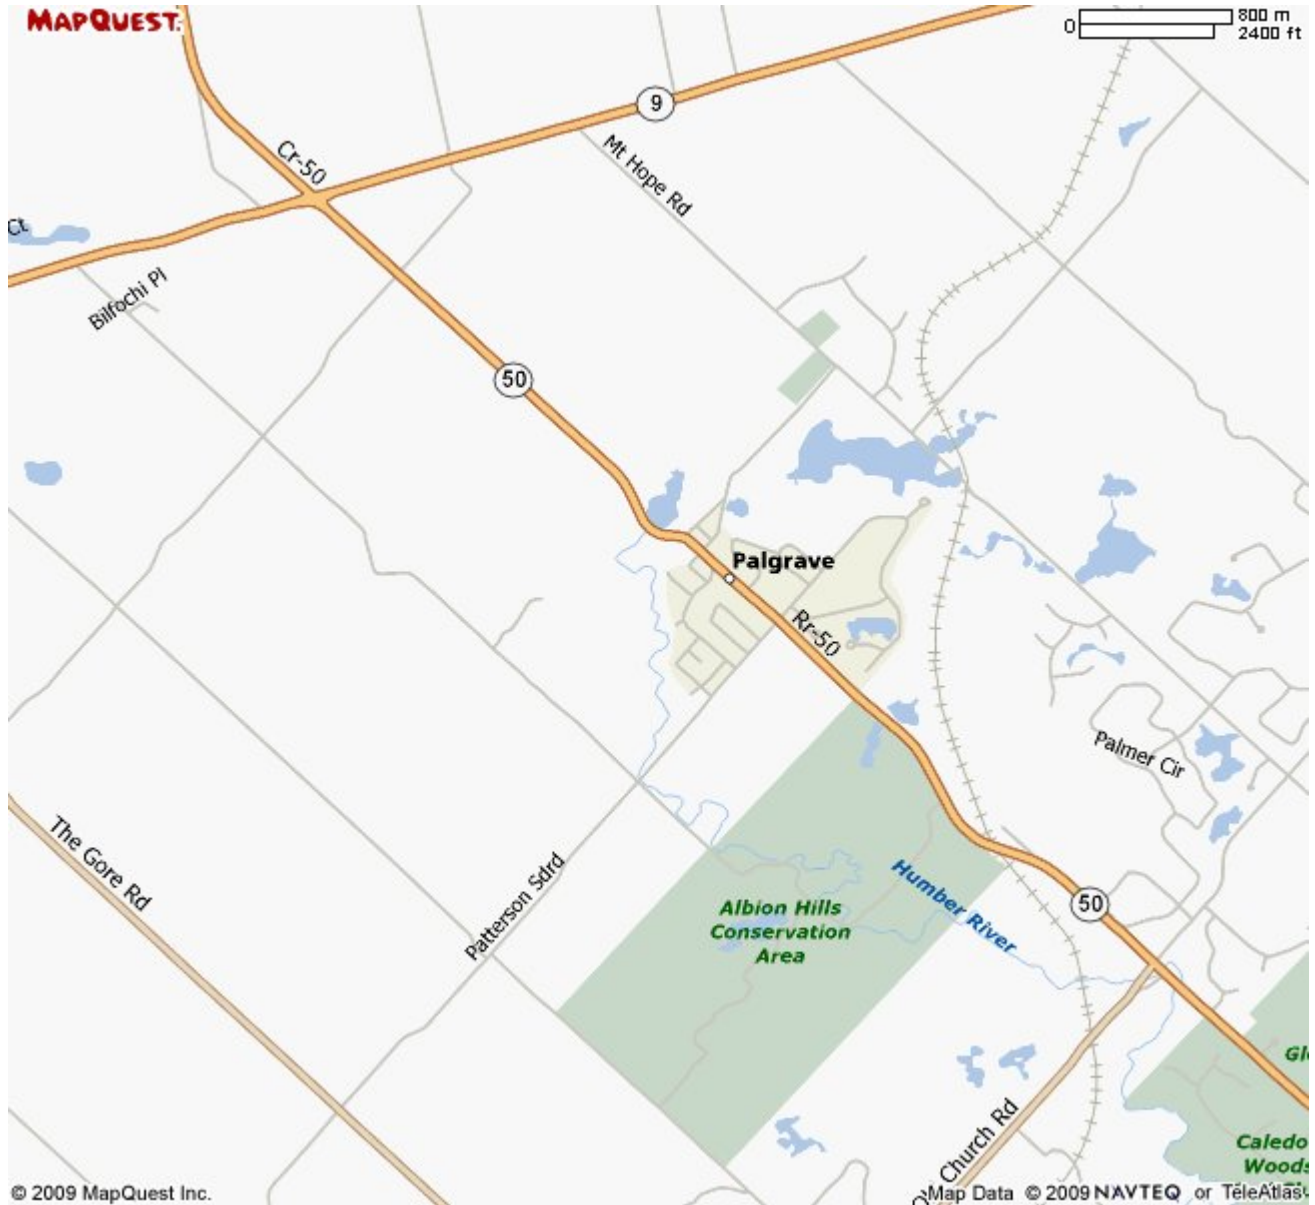 MAPQUEST.
0
800 m
2400 ft
9
Cr-50
Mt Hope Rd
Ct
Bilfochi Pl
50
Palgrave
Rr-50
Palmer Cir
The Gore Rd
Patterson Sdrd
Albion Hills
Conservation
Area
Humber River
50
Church Rd
© 2009 MapQuest Inc.
Map Data © 2009 NAVTEQ or TeleAtlas